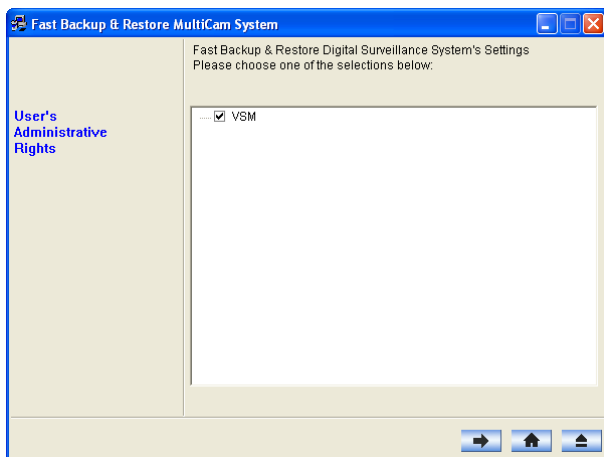 Fast Backup & Restore MultiCam System
Fast Backup & Restore Digital Surveillance System's Settings
Please choose one of the selections below:
User's
Administrative
Rights
VSM